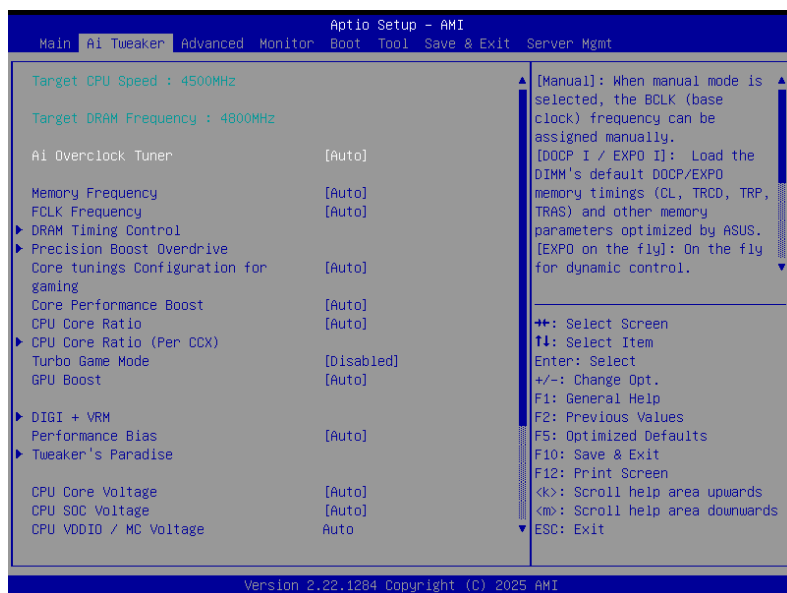 Aptio Setup - AMI
Main Ai Tweaker Advanced Monitor Boot Tool Save & Exit Server Mgmt
Target CPU Speed : 4500MHz
Target DRAM Frequency : 4800MHz
Ai Overclock Tuner [Auto]
Memory Frequency [Auto]
FCLK Frequency [Auto]
DRAM Timing Control
Precision Boost Overdrive
Core tunings Configuration for [Auto]
gaming
Core Performance Boost [Auto]
CPU Core Ratio [Auto]
CPU Core Ratio (Per CCX)
Turbo Game Mode [Disabled]
GPU Boost [Auto]
DIGI + VRM
Performance Bias [Auto]
Tweaker's Paradise
CPU Core Voltage [Auto]
CPU SOC Voltage [Auto]
CPU VDDIO / MC Voltage Auto
[Manual]: When manual mode is
selected, the BCLK (base
clock) frequency can be
assigned manually.
[DOCP I / EXPO I]: Load the
DIMM's default DOCP/EXPO
memory timings (CL, TRCD, TRP,
TRAS) and other memory
parameters optimized by ASUS.
[EXPO on the fly]: On the fly
for dynamic control.
→←: Select Screen
↑↓: Select Item
Enter: Select
+/-: Change Opt.
F1: General Help
F2: Previous Values
F5: Optimized Defaults
F10: Save & Exit
F12: Print Screen
<k>: Scroll help area upwards
<m>: Scroll help area downwards
ESC: Exit
Version 2.22.1284 Copyright (C) 2025 AMI